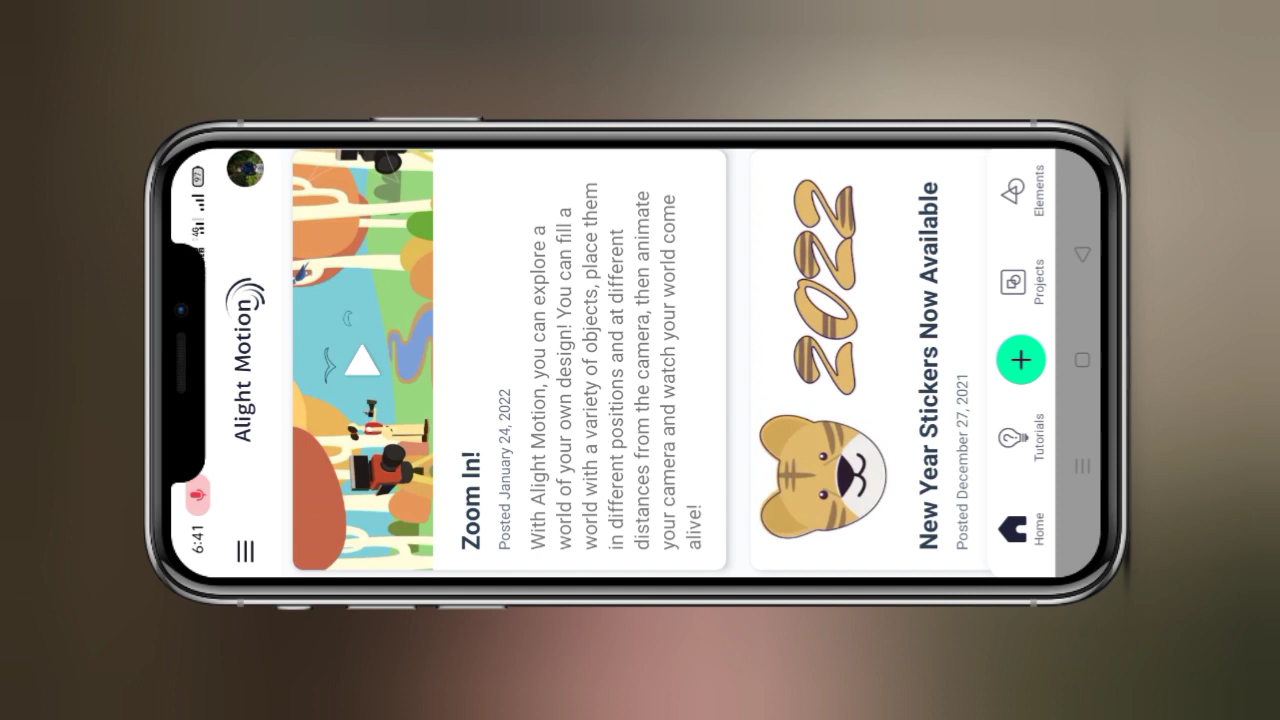 6:41
4G
97
Alight Motion
Zoom In!
Posted January 24, 2022
With Alight Motion, you can explore a
world of your own design! You can fill a
world with a variety of objects, place them
in different positions and at different
distances from the camera, then animate
your camera and watch your world come
alive!
2022
New Year Stickers Now Available
Posted December 27, 2021
Home
Tutorials
Projects
Elements